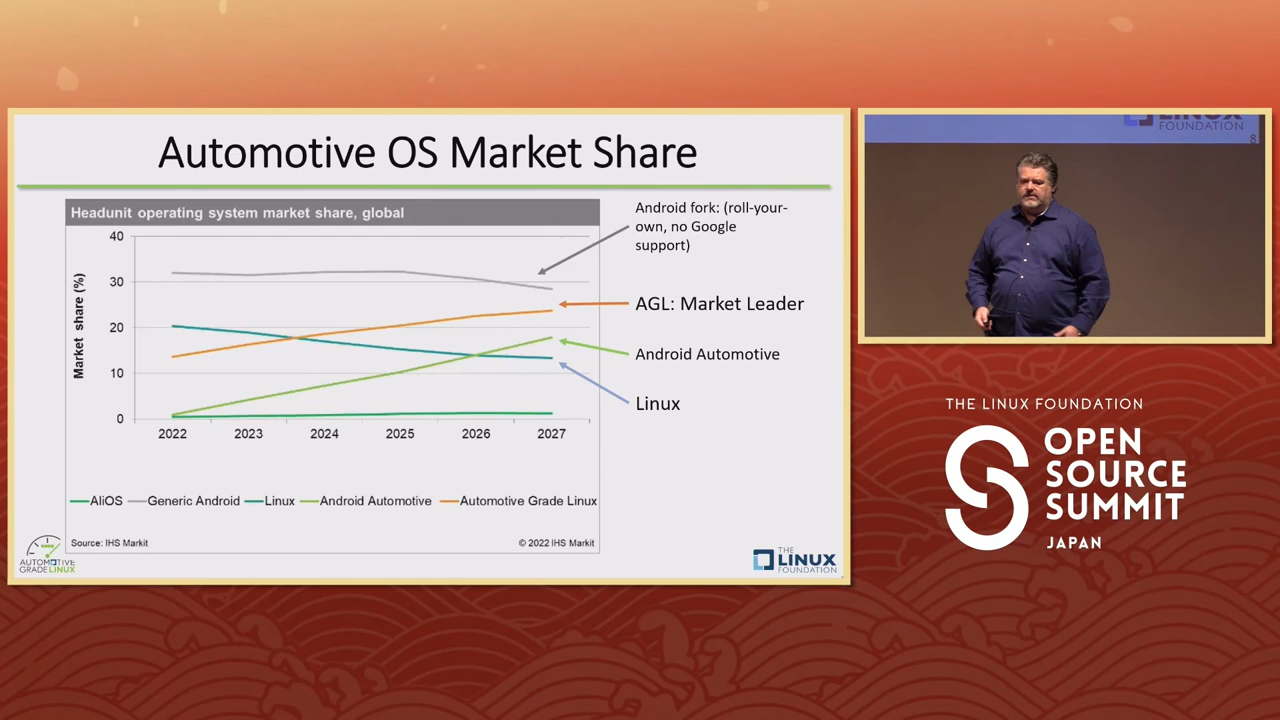 Automotive OS Market Share
Headunit operating system market share, global
Market share (%)
40
30
20
10
0
2022 2023 2024 2025 2026 2027
AliOS Generic Android Linux Android Automotive Automotive Grade Linux
Source: IHS Markit © 2022 IHS Markit
Android fork: (roll-your-
own, no Google
support)
AGL: Market Leader
Android Automotive
Linux
AUTOMOTIVE
GRADELINUX
THE
LINUX
FOUNDATION
LINUX
FOUNDATION
THE LINUX FOUNDATION
OPEN
SOURCE
SUMMIT
JAPAN